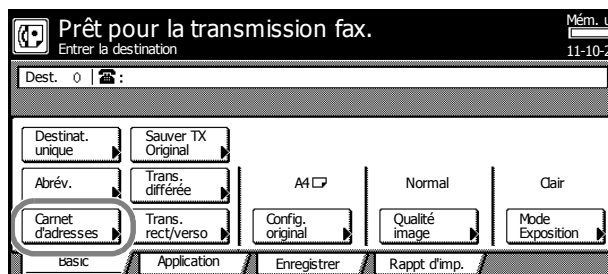 Prêt pour la transmission fax.
Entrer la destination
Mém. u
11-10-2
Dest. 0 ☎:
Destinat.
unique
Sauver TX
Original
Abrév.
Trans.
différée
A4
Normal
Clair
Carnet
d'adresses
Trans.
rect/verso
Config.
original
Qualité
image
Mode
Exposition
Basic
Application
Enregistrer
Rappt d'imp.